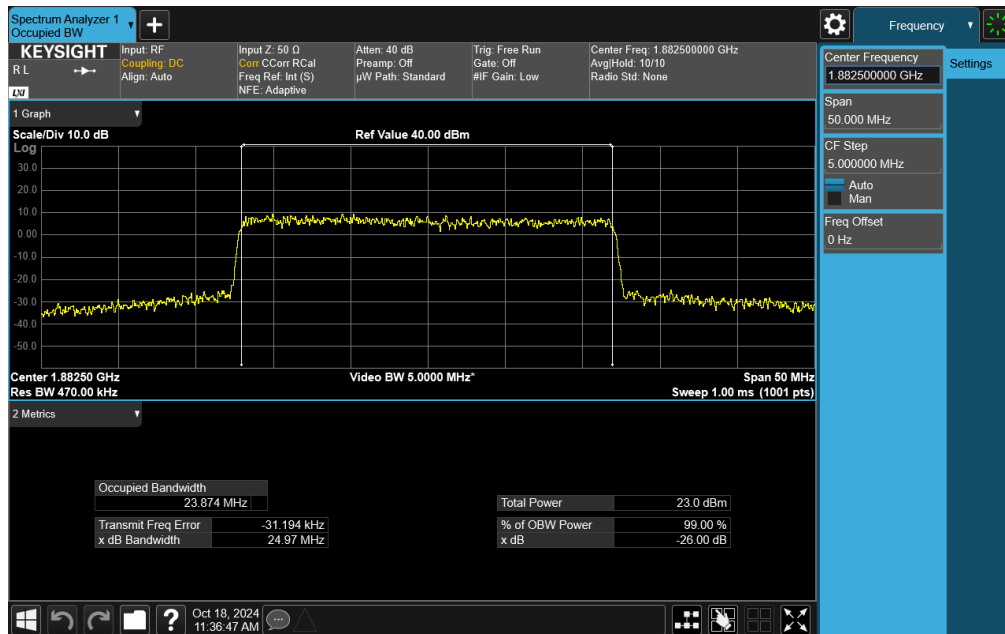 Spectrum Analyzer 1
Occupied BW
Frequency
KEYSIGHT
R L
LXI
Input: RF
Coupling: DC
Align: Auto
Input Z: 50 Ω
Corr CCorr RCal
Freq Ref: Int (S)
NFE: Adaptive
Atten: 40 dB
Preamp: Off
µW Path: Standard
Trig: Free Run
Gate: Off
#IF Gain: Low
Center Freq: 1.882500000 GHz
Avg|Hold: 10/10
Radio Std: None
Center Frequency
1.882500000 GHz
Settings
Span
50.000 MHz
CF Step
5.000000 MHz
Auto
Man
Freq Offset
0 Hz
1 Graph
Scale/Div 10.0 dB
Ref Value 40.00 dBm
Log
30.0
20.0
10.0
0.00
-10.0
-20.0
-30.0
-40.0
-50.0
Center 1.88250 GHz
Video BW 5.0000 MHz*
Span 50 MHz
Res BW 470.00 kHz
Sweep 1.00 ms (1001 pts)
2 Metrics
Occupied Bandwidth
23.874 MHz
Total Power 23.0 dBm
Transmit Freq Error -31.194 kHz
% of OBW Power 99.00 %
x dB Bandwidth 24.97 MHz
x dB -26.00 dB
?
Oct 18, 2024
11:36:47 AM